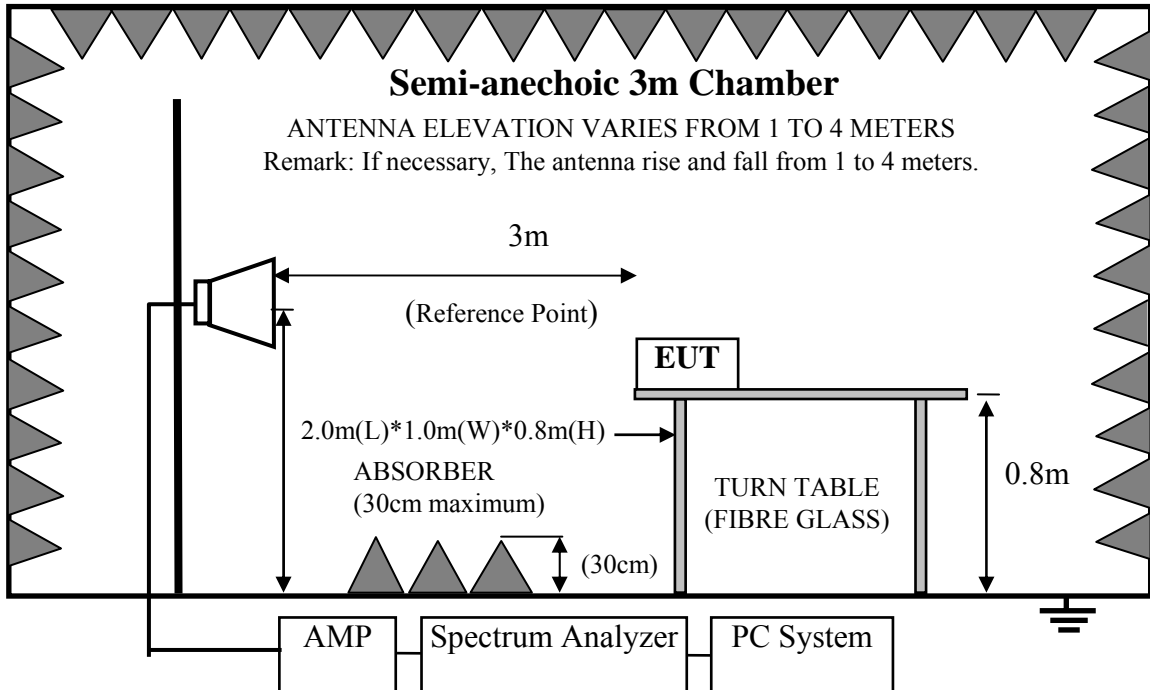 Semi-anechoic 3m Chamber
ANTENNA ELEVATION VARIES FROM 1 TO 4 METERS
Remark: If necessary, The antenna rise and fall from 1 to 4 meters.
3m
(Reference Point)
EUT
2.0m(L)*1.0m(W)*0.8m(H)
ABSORBER
(30cm maximum)
TURN TABLE
(FIBRE GLASS)
0.8m
(30cm)
AMP
Spectrum Analyzer
PC System